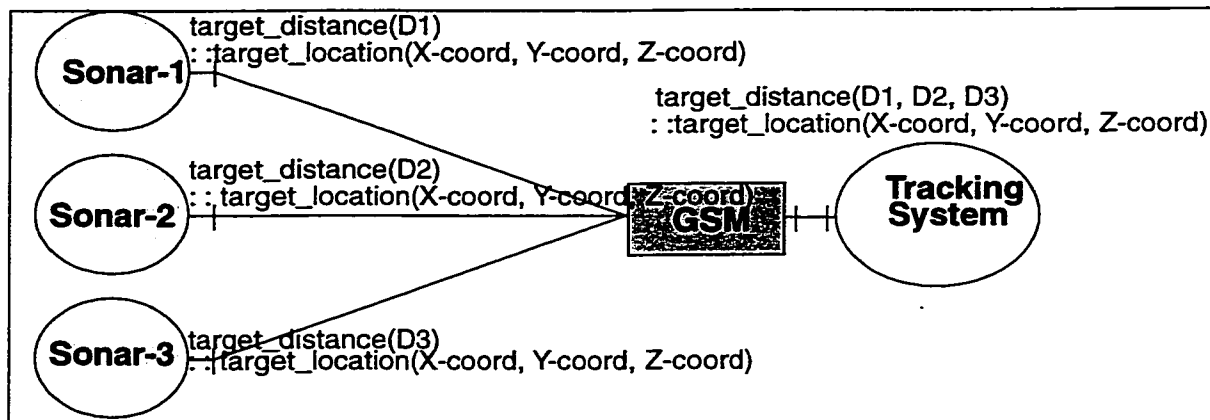 target_distance(D1)
: :target_location(X-coord, Y-coord, Z-coord)
Sonar-1
target_distance(D1, D2, D3)
: :target_location(X-coord, Y-coord, Z-coord)
target_distance(D2)
: : target_location(X-coord, Y-coord, Z-coord)
Sonar-2
GSM
Tracking
System
target_distance(D3)
: :target_location(X-coord, Y-coord, Z-coord)
Sonar-3